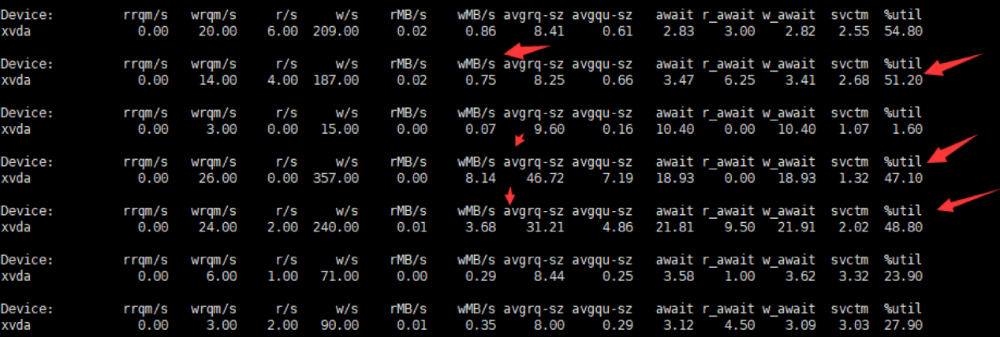 Device: rrqm/s wrqm/s r/s w/s rMB/s wMB/s avgrq-sz avgqu-sz await r_await w_await svctm %util
xvda 0.00 20.00 6.00 209.00 0.02 0.86 8.41 0.61 2.83 3.00 2.82 2.55 54.80
Device: rrqm/s wrqm/s r/s w/s rMB/s wMB/s avgrq-sz avgqu-sz await r_await w_await svctm %util
xvda 0.00 14.00 4.00 187.00 0.02 0.75 8.25 0.66 3.47 6.25 3.41 2.68 51.20
Device: rrqm/s wrqm/s r/s w/s rMB/s wMB/s avgrq-sz avgqu-sz await r_await w_await svctm %util
xvda 0.00 3.00 0.00 15.00 0.00 0.07 9.60 0.16 10.40 0.00 10.40 1.07 1.60
Device: rrqm/s wrqm/s r/s w/s rMB/s wMB/s avgrq-sz avgqu-sz await r_await w_await svctm %util
xvda 0.00 26.00 0.00 357.00 0.00 8.14 46.72 7.19 18.93 0.00 18.93 1.32 47.10
Device: rrqm/s wrqm/s r/s w/s rMB/s wMB/s avgrq-sz avgqu-sz await r_await w_await svctm %util
xvda 0.00 24.00 2.00 240.00 0.01 3.68 31.21 4.86 21.81 9.50 21.91 2.02 48.80
Device: rrqm/s wrqm/s r/s w/s rMB/s wMB/s avgrq-sz avgqu-sz await r_await w_await svctm %util
xvda 0.00 6.00 1.00 71.00 0.00 0.29 8.44 0.25 3.58 1.00 3.62 3.32 23.90
Device: rrqm/s wrqm/s r/s w/s rMB/s wMB/s avgrq-sz avgqu-sz await r_await w_await svctm %util
xvda 0.00 3.00 2.00 90.00 0.01 0.35 8.00 0.29 3.12 4.50 3.09 3.03 27.90